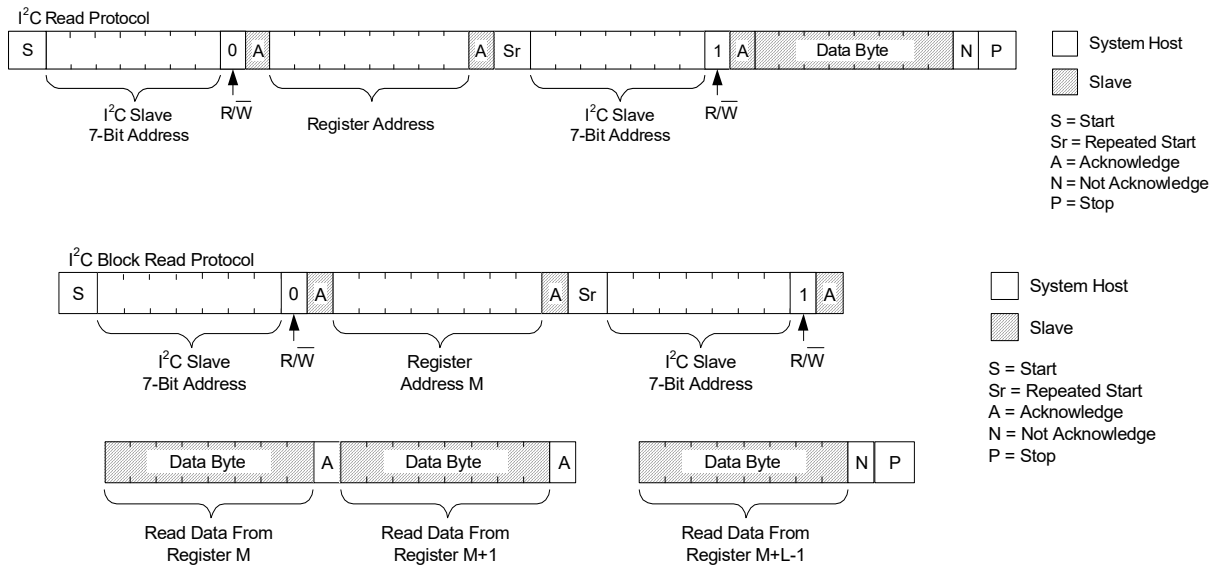 I²C Read Protocol
S 0 A A Sr 1 A Data Byte N P
I²C Slave
7-Bit Address
R/W̅
Register Address
I²C Slave
7-Bit Address
R/W̅
System Host
Slave
S = Start
Sr = Repeated Start
A = Acknowledge
N = Not Acknowledge
P = Stop
I²C Block Read Protocol
S 0 A A Sr 1 A
I²C Slave
7-Bit Address
R/W̅
Register
Address M
I²C Slave
7-Bit Address
R/W̅
Data Byte A Data Byte A Data Byte N P
Read Data From
Register M
Read Data From
Register M+1
Read Data From
Register M+L-1
System Host
Slave
S = Start
Sr = Repeated Start
A = Acknowledge
N = Not Acknowledge
P = Stop